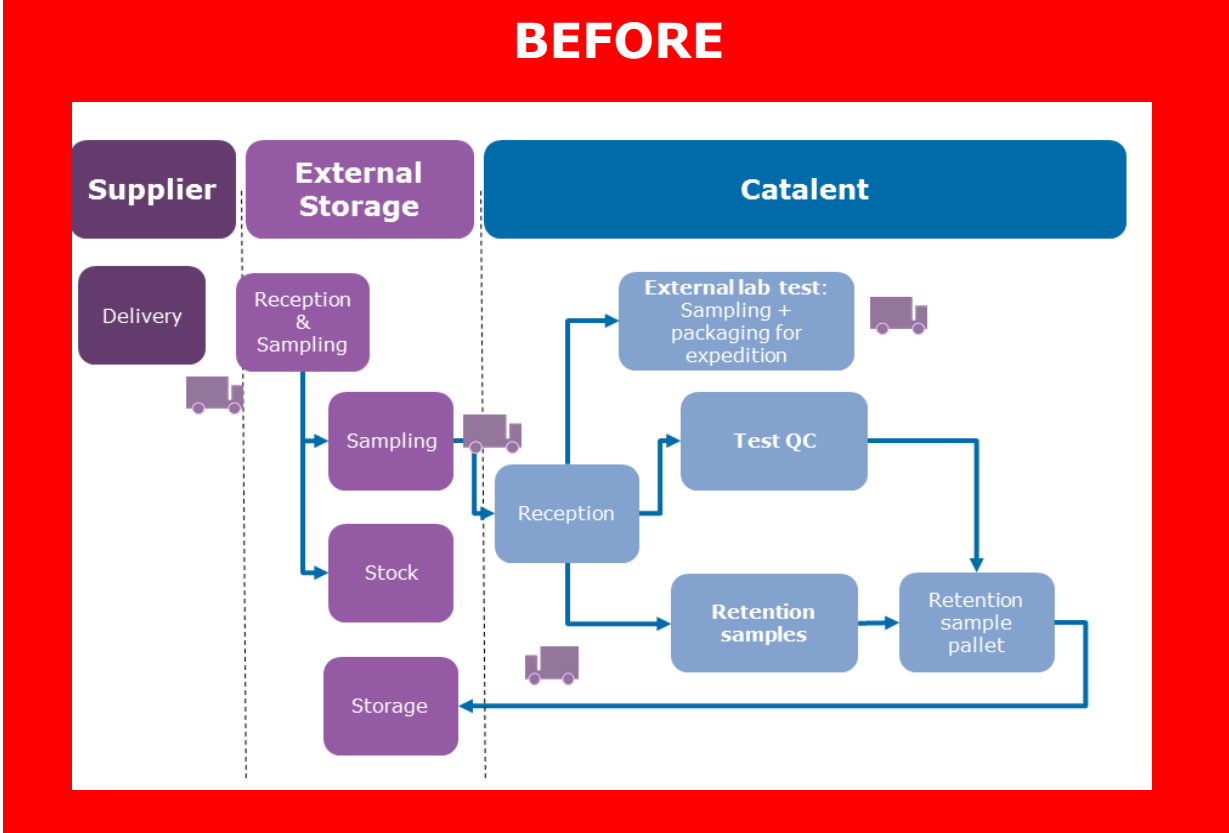 BEFORE
Supplier
External
Storage
Catalent
Delivery
Reception
&
Sampling
External lab test:
Sampling +
packaging for
expedition
Sampling
Test QC
Reception
Stock
Retention
samples
Retention
sample
pallet
Storage